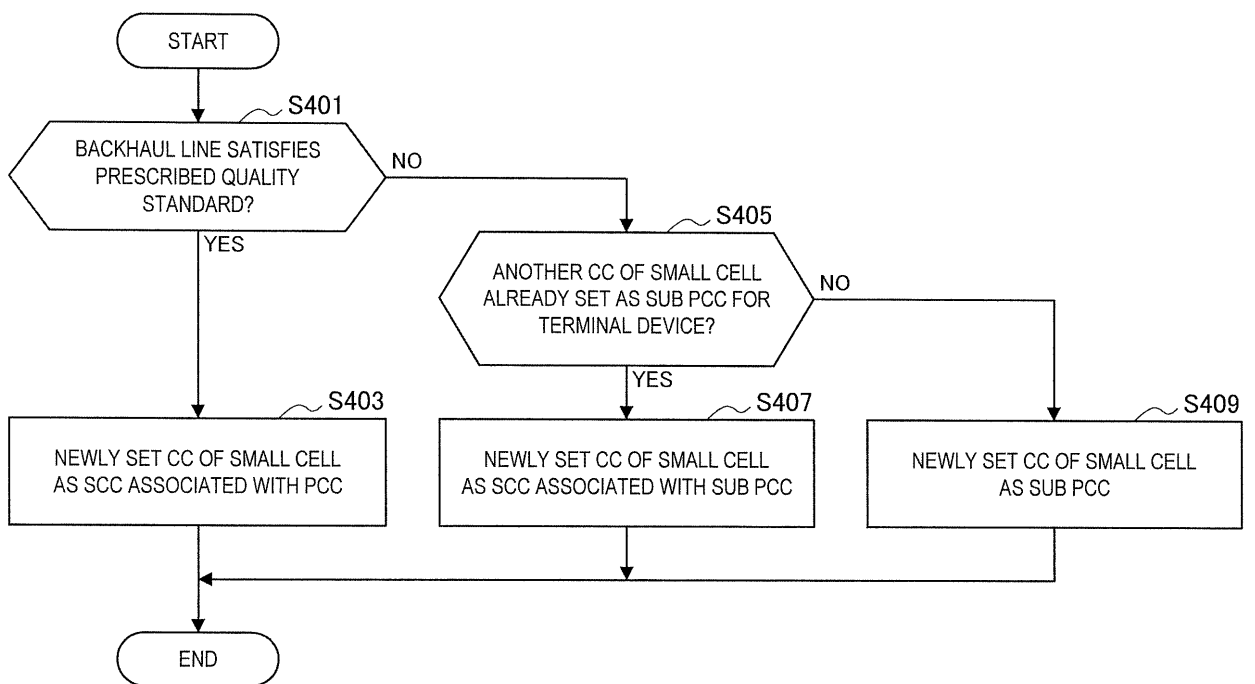 START
S401
BACKHAUL LINE SATISFIES
PRESCRIBED QUALITY
STANDARD?
NO
YES
S405
ANOTHER CC OF SMALL CELL
ALREADY SET AS SUB PCC FOR
TERMINAL DEVICE?
NO
YES
S403
NEWLY SET CC OF SMALL CELL
AS SCC ASSOCIATED WITH PCC
S407
NEWLY SET CC OF SMALL CELL
AS SCC ASSOCIATED WITH SUB PCC
S409
NEWLY SET CC OF SMALL CELL
AS SUB PCC
END